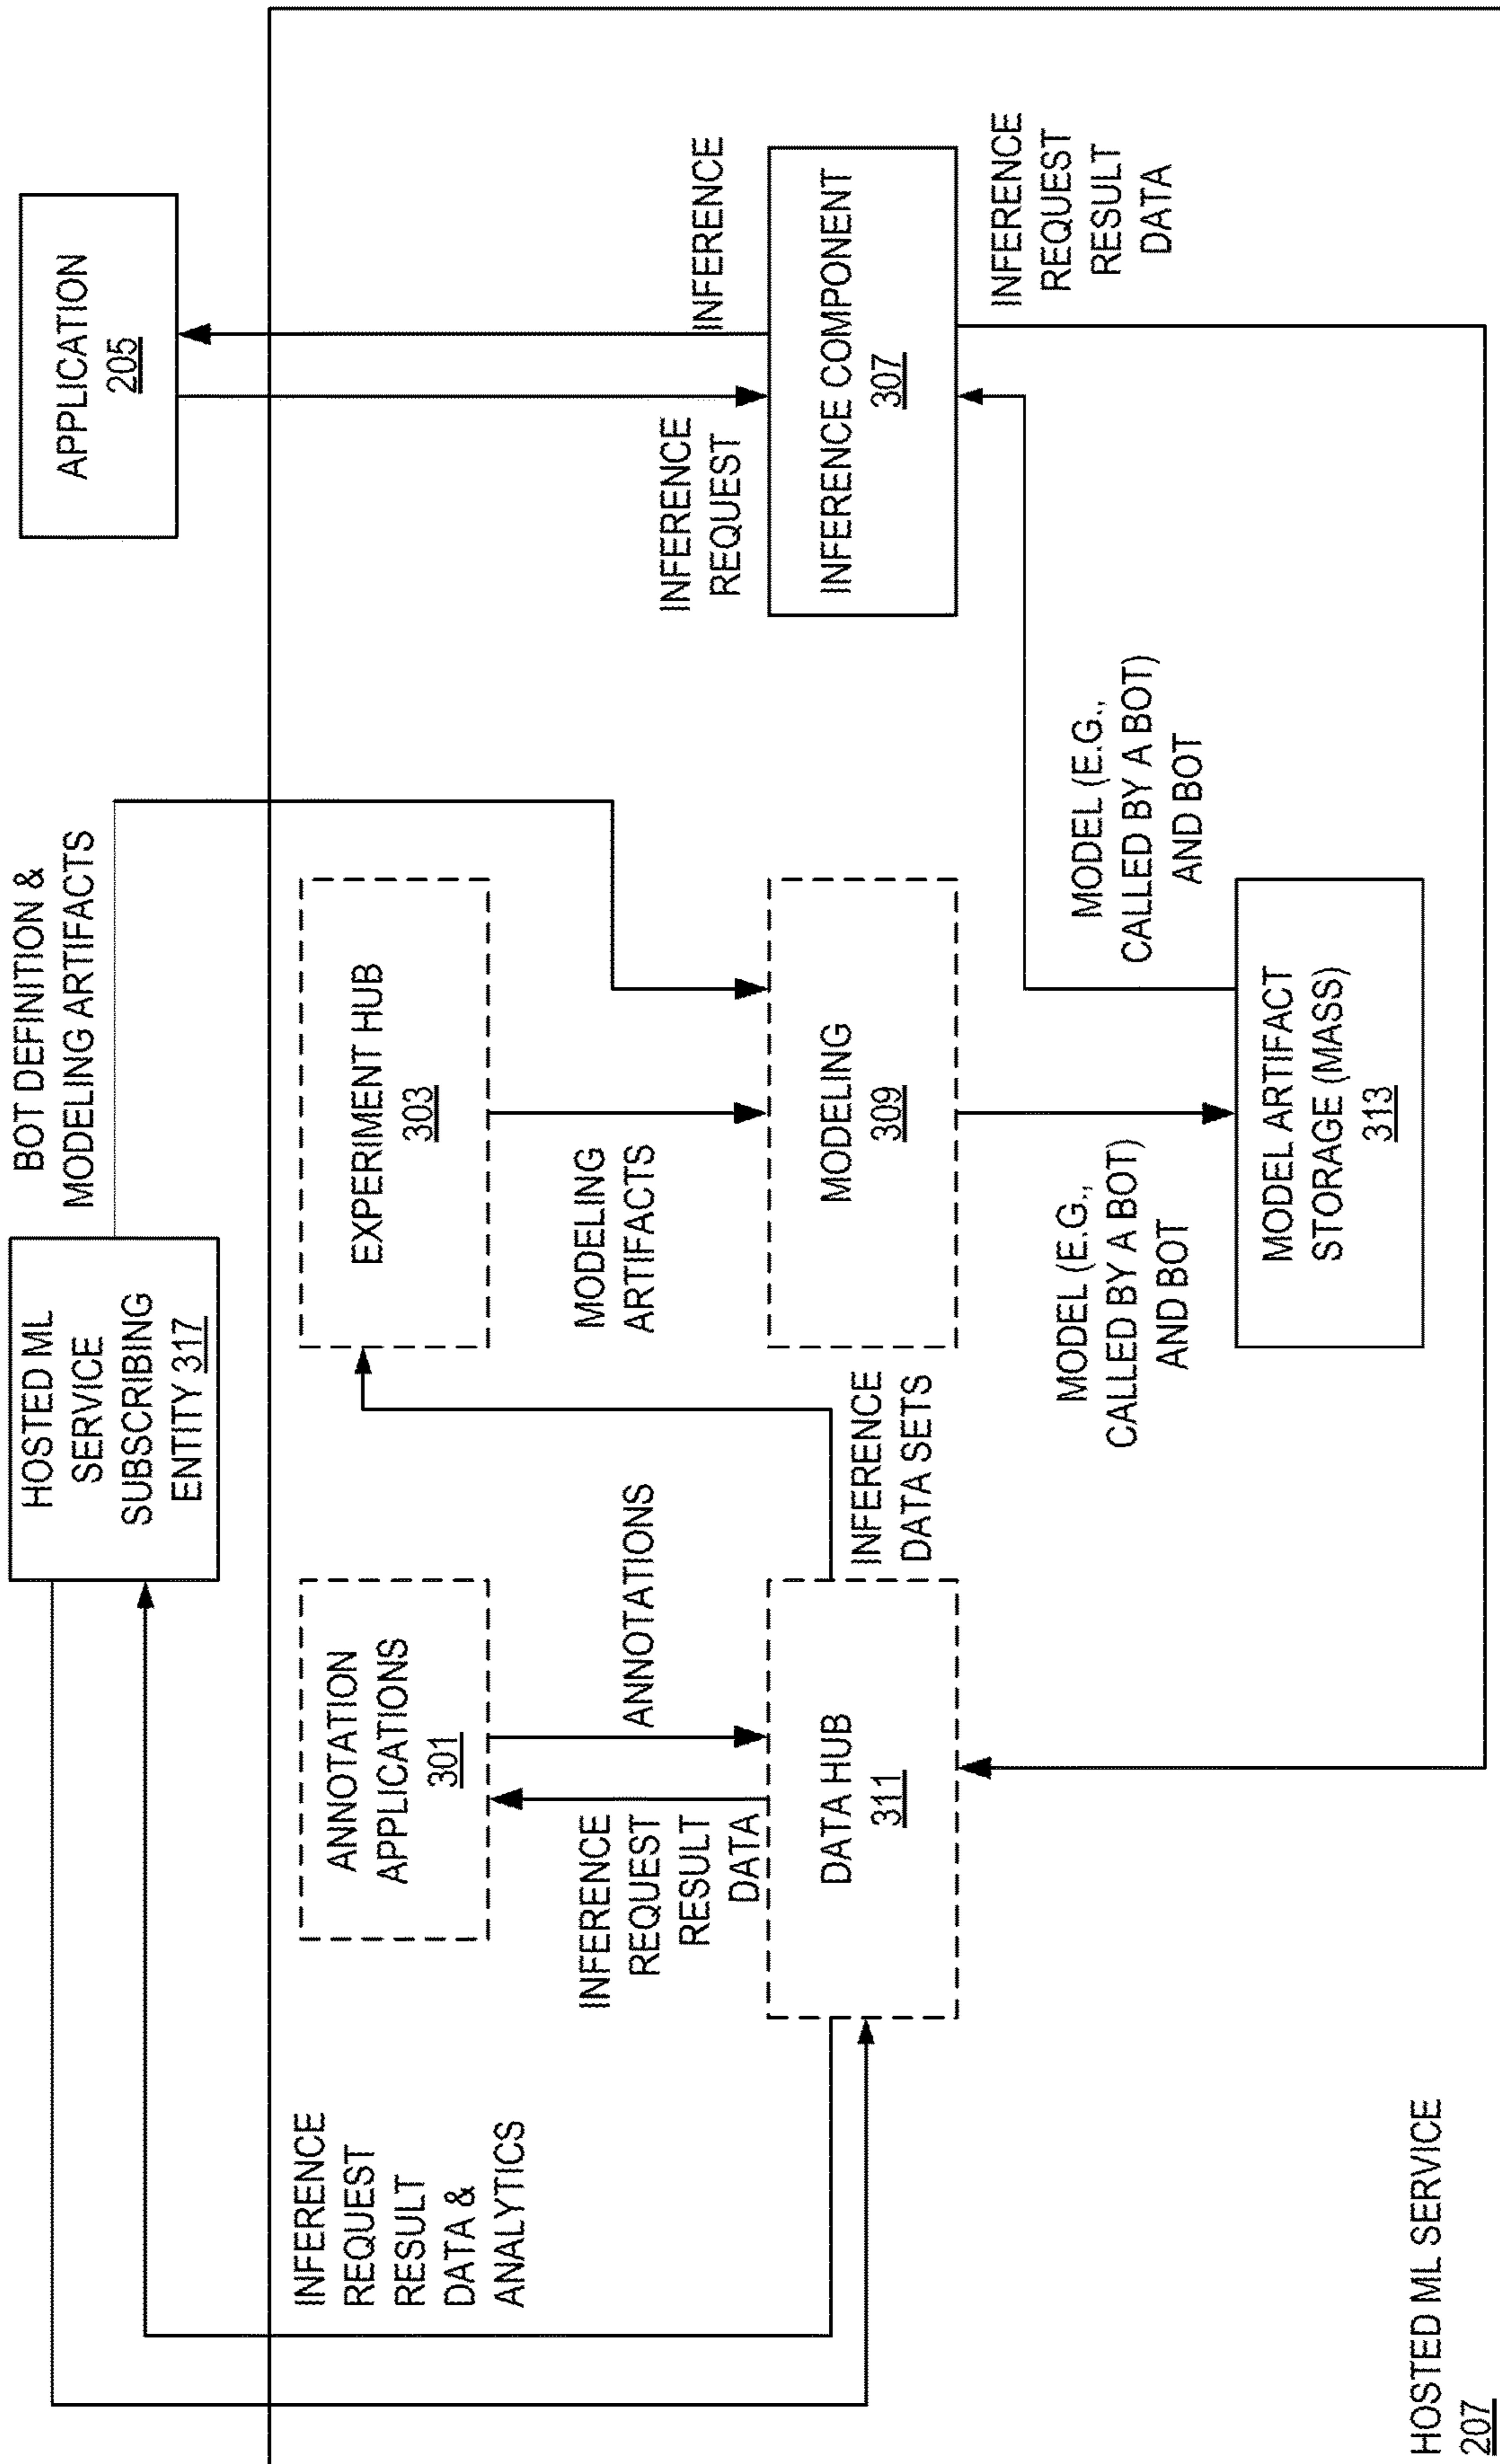 HOSTED ML
SERVICE
SUBSCRIBING
ENTITY 317
BOT DEFINITION &
MODELING ARTIFACTS
APPLICATION
205
INFERENCE
REQUEST
RESULT
DATA &
ANALYTICS
ANNOTATION
APPLICATIONS
301
EXPERIMENT HUB
303
INFERENCE
REQUEST
RESULT
DATA
ANNOTATIONS
MODELING
ARTIFACTS
INFERENCE
REQUEST
INFERENCE
DATA HUB
311
INFERENCE
DATA SETS
MODELING
309
INFERENCE COMPONENT
307
INFERENCE
REQUEST
RESULT
DATA
MODEL (E.G.,
CALLED BY A BOT)
AND BOT
MODEL (E.G.,
CALLED BY A BOT)
AND BOT
MODEL ARTIFACT
STORAGE (MASS)
313
HOSTED ML SERVICE
207